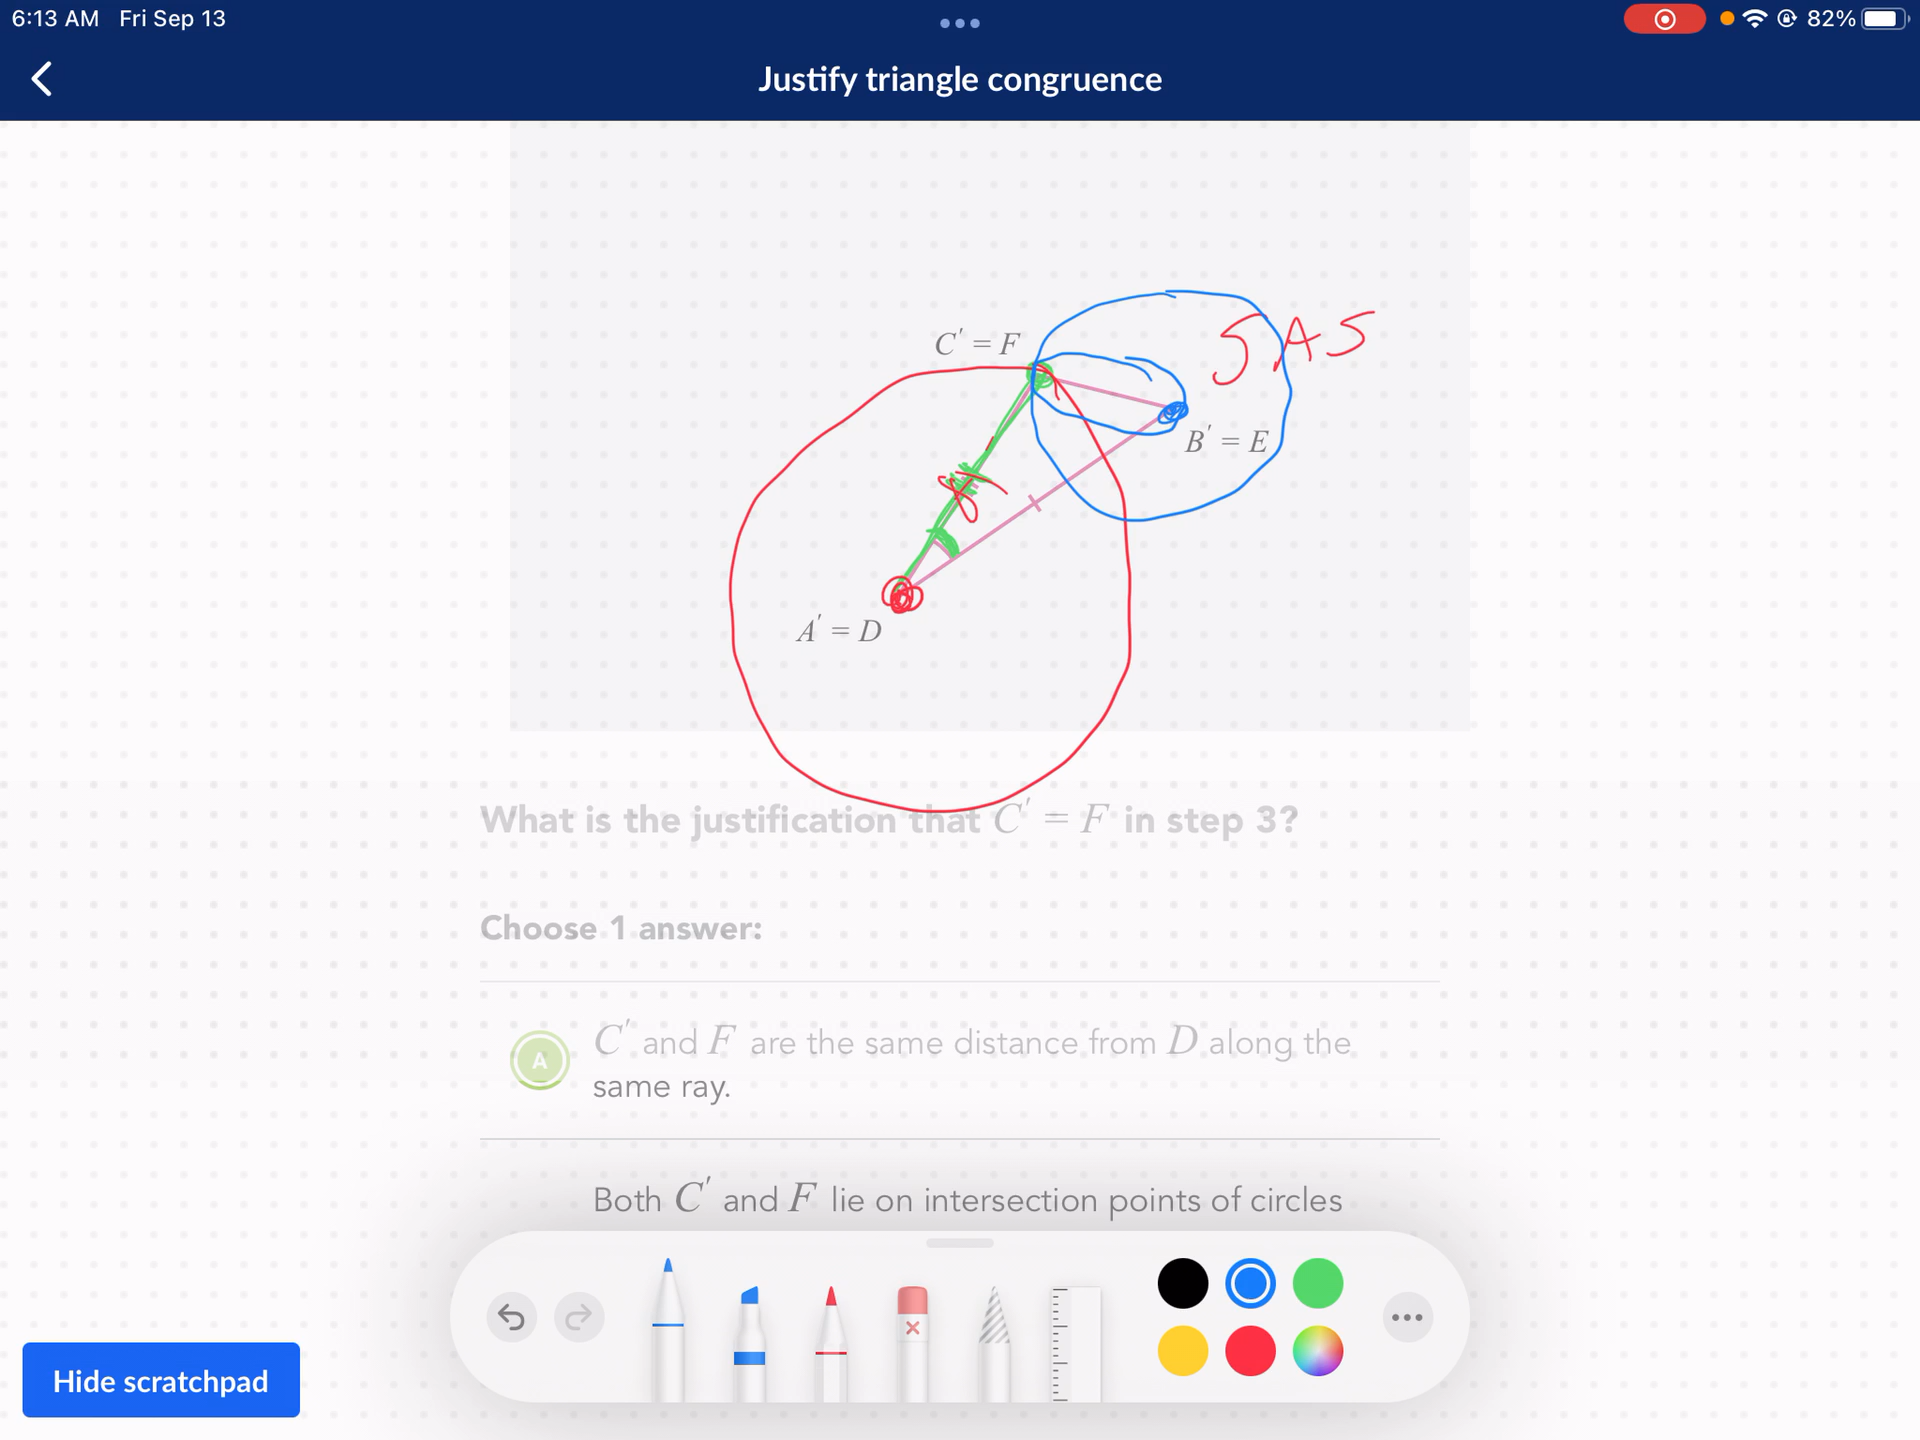 6:13 AM Fri Sep 13
82%
Justify triangle congruence
C′ = F
SAS
B′ = E
A′ = D
What is the justification that C′ = F in step 3?
Choose 1 answer:
A
C′ and F are the same distance from D along the
same ray.
Both C′ and F lie on intersection points of circles
Hide scratchpad